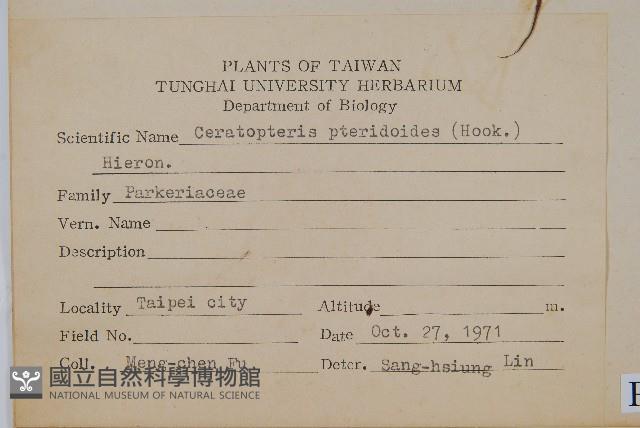 PLANTS OF TAIWAN
TUNGHAI UNIVERSITY HERBARIUM
Department of Biology
Scientific Name Ceratopteris pteridoides (Hook.)
Hieron.
Family Parkeriaceae
Vern. Name
Description
Locality Taipei city Altitude m.
Field No. Date Oct. 27, 1971
Coll. Meng-chen Fu Deter. Sang-hsiung Lin
國立自然科學博物館
NATIONAL MUSEUM OF NATURAL SCIENCE